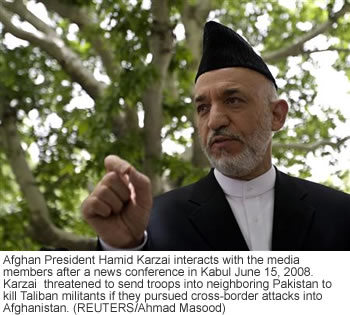 Afghan President Hamid Karzai interacts with the media
members after a news conference in Kabul June 15, 2008.
Karzai  threatened to send troops into neighboring Pakistan to
kill Taliban militants if they pursued cross-border attacks into
Afghanistan. (REUTERS/Ahmad Masood)